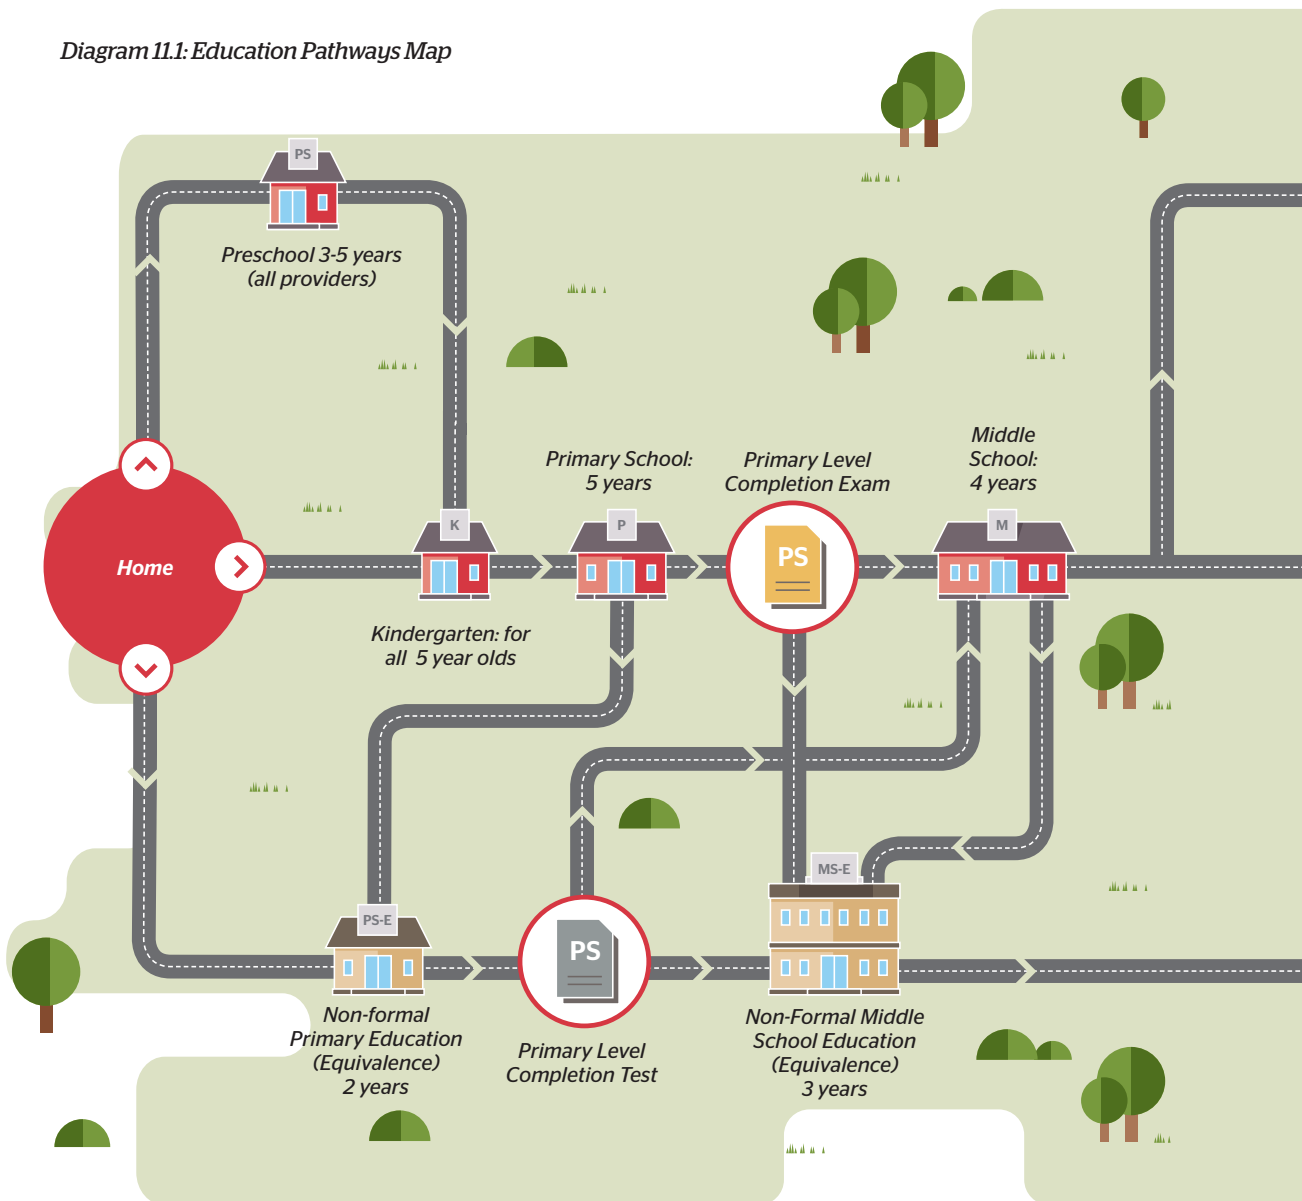 Diagram 11.1: Education Pathways Map
PS
Preschool 3-5 years
(all providers)
Home
K
Kindergarten: for
all 5 year olds
Primary School:
5 years
P
Primary Level
Completion Exam
PS
Middle
School:
4 years
M
PS-E
Non-formal
Primary Education
(Equivalence)
2 years
PS
Primary Level
Completion Test
MS-E
Non-Formal Middle
School Education
(Equivalence)
3 years